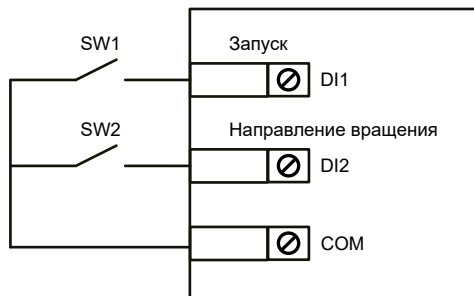 SW1
Запуск
DI1
SW2
Направление вращения
DI2
COM